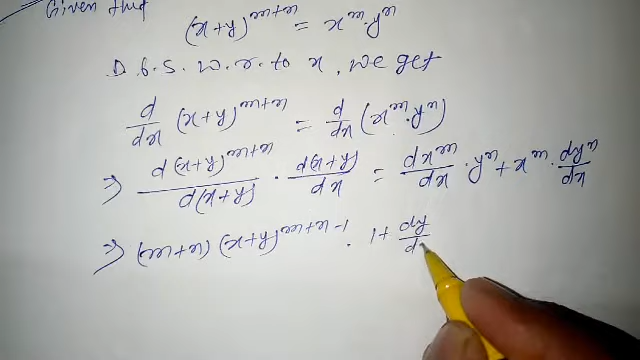 Given that
(x+y)^{m+n} = x^m·y^n
D.b.s. w.r.to x, we get
d/dx (x+y)^{m+n} = d/dx (x^m·y^n)
⇒ d(x+y)^{m+n}/d(x+y) · d(x+y)/dx = dx^m/dx · y^n + x^m · dy^n/dx
⇒ (m+n) (x+y)^{m+n-1} · 1 + dy/d